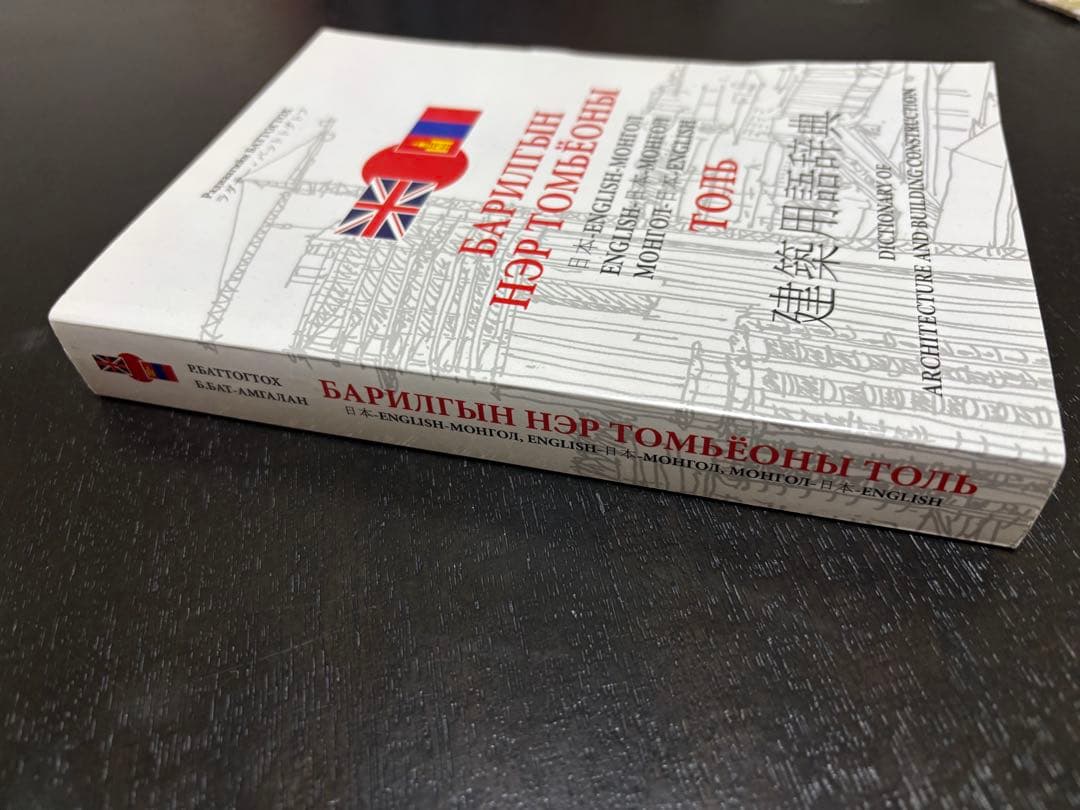 БАТТОГТОХ
БАРИЛГЫН
НЭР ТОМЬЁОНЫ
日本-ENGLISH-МОНГОЛ
ENGLISH-日本-МОНГОЛ
МОНГОЛ-日本-ENGLISH
ТОЛЬ
建築用語辞典
DICTIONARY OF
ARCHITECTURE AND BUILDING CONSTRUCTION
Р.БАТТОГТОХ
Б.БАТ-АМГАЛАН
БАРИЛГЫН НЭР ТОМЬЁОНЫ ТОЛЬ
日本-ENGLISH-МОНГОЛ, ENGLISH-日本-МОНГОЛ, МОНГОЛ-日本-ENGLISH